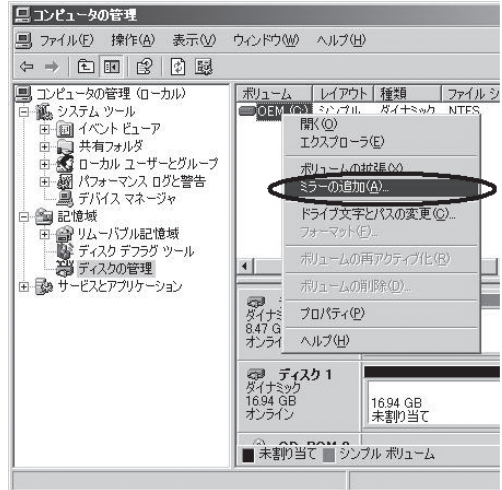 コンピュータの管理
ファイル(F) 操作(A) 表示(V) ウィンドウ(W) ヘルプ(H)
コンピュータの管理 (ローカル)
システム ツール
イベント ビューア
共有フォルダ
ローカル ユーザーとグループ
パフォーマンス ログと警告
デバイス マネージャ
記憶域
リムーバブル記憶域
ディスク デフラグ ツール
ディスクの管理
サービスとアプリケーション
ボリューム レイアウト 種類 ファイル シ
OEM (C:) シンプル ダイナミック NTFS
開く(O)
エクスプローラ(E)
ボリュームの拡張(X)...
ミラーの追加(A)...
ドライブ文字とパスの変更(C)...
フォーマット(F)...
ボリュームの再アクティブ化(R)
ボリュームの削除(D)...
プロパティ(P)
ヘルプ(H)
ダイナミ
8.47 G
オンライ
ディスク 1
ダイナミック
16.94 GB
オンライン
16.94 GB
未割り当て
未割り当て シンプル ボリューム